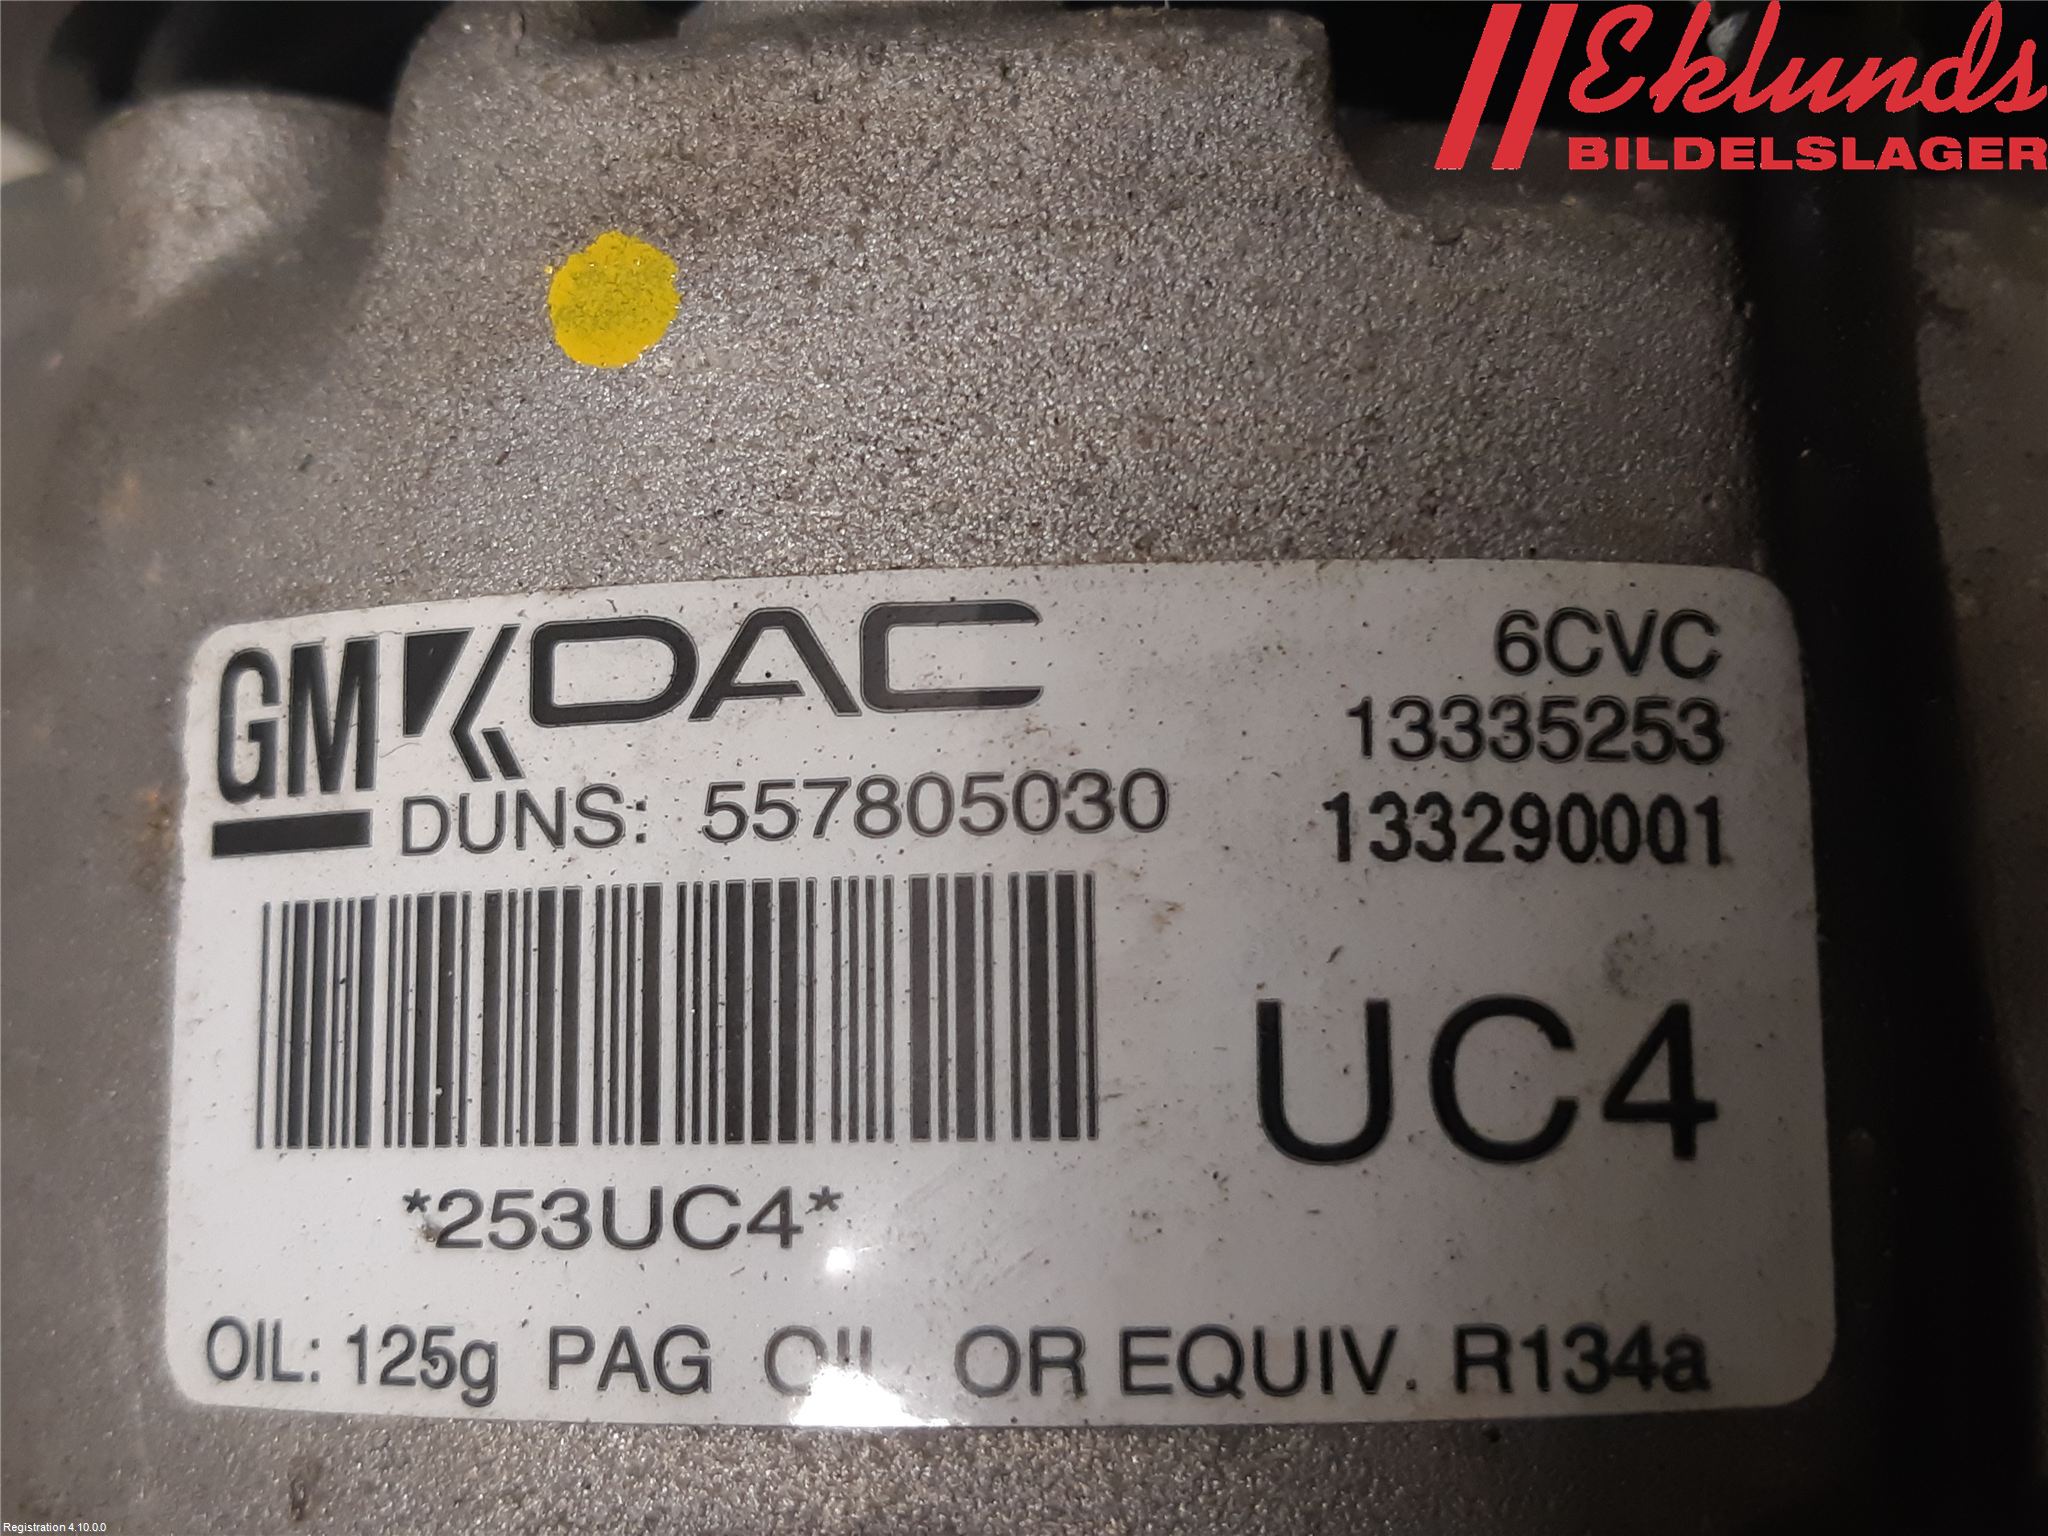 Eklunds
BILDELSLAGER
GM DAC
6CVC
13335253
DUNS: 557805030
133290001
UC4
*253UC4*
OIL: 125g PAG OIL OR EQUIV. R134a
Registration 4.10.0.0